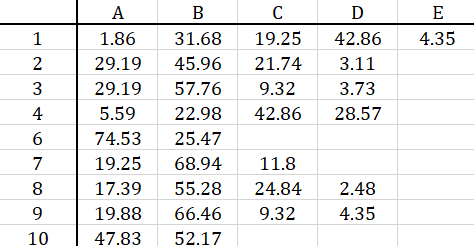 A B C D E
1 1.86 31.68 19.25 42.86 4.35
2 29.19 45.96 21.74 3.11
3 29.19 57.76 9.32 3.73
4 5.59 22.98 42.86 28.57
6 74.53 25.47
7 19.25 68.94 11.8
8 17.39 55.28 24.84 2.48
9 19.88 66.46 9.32 4.35
10 47.83 52.17